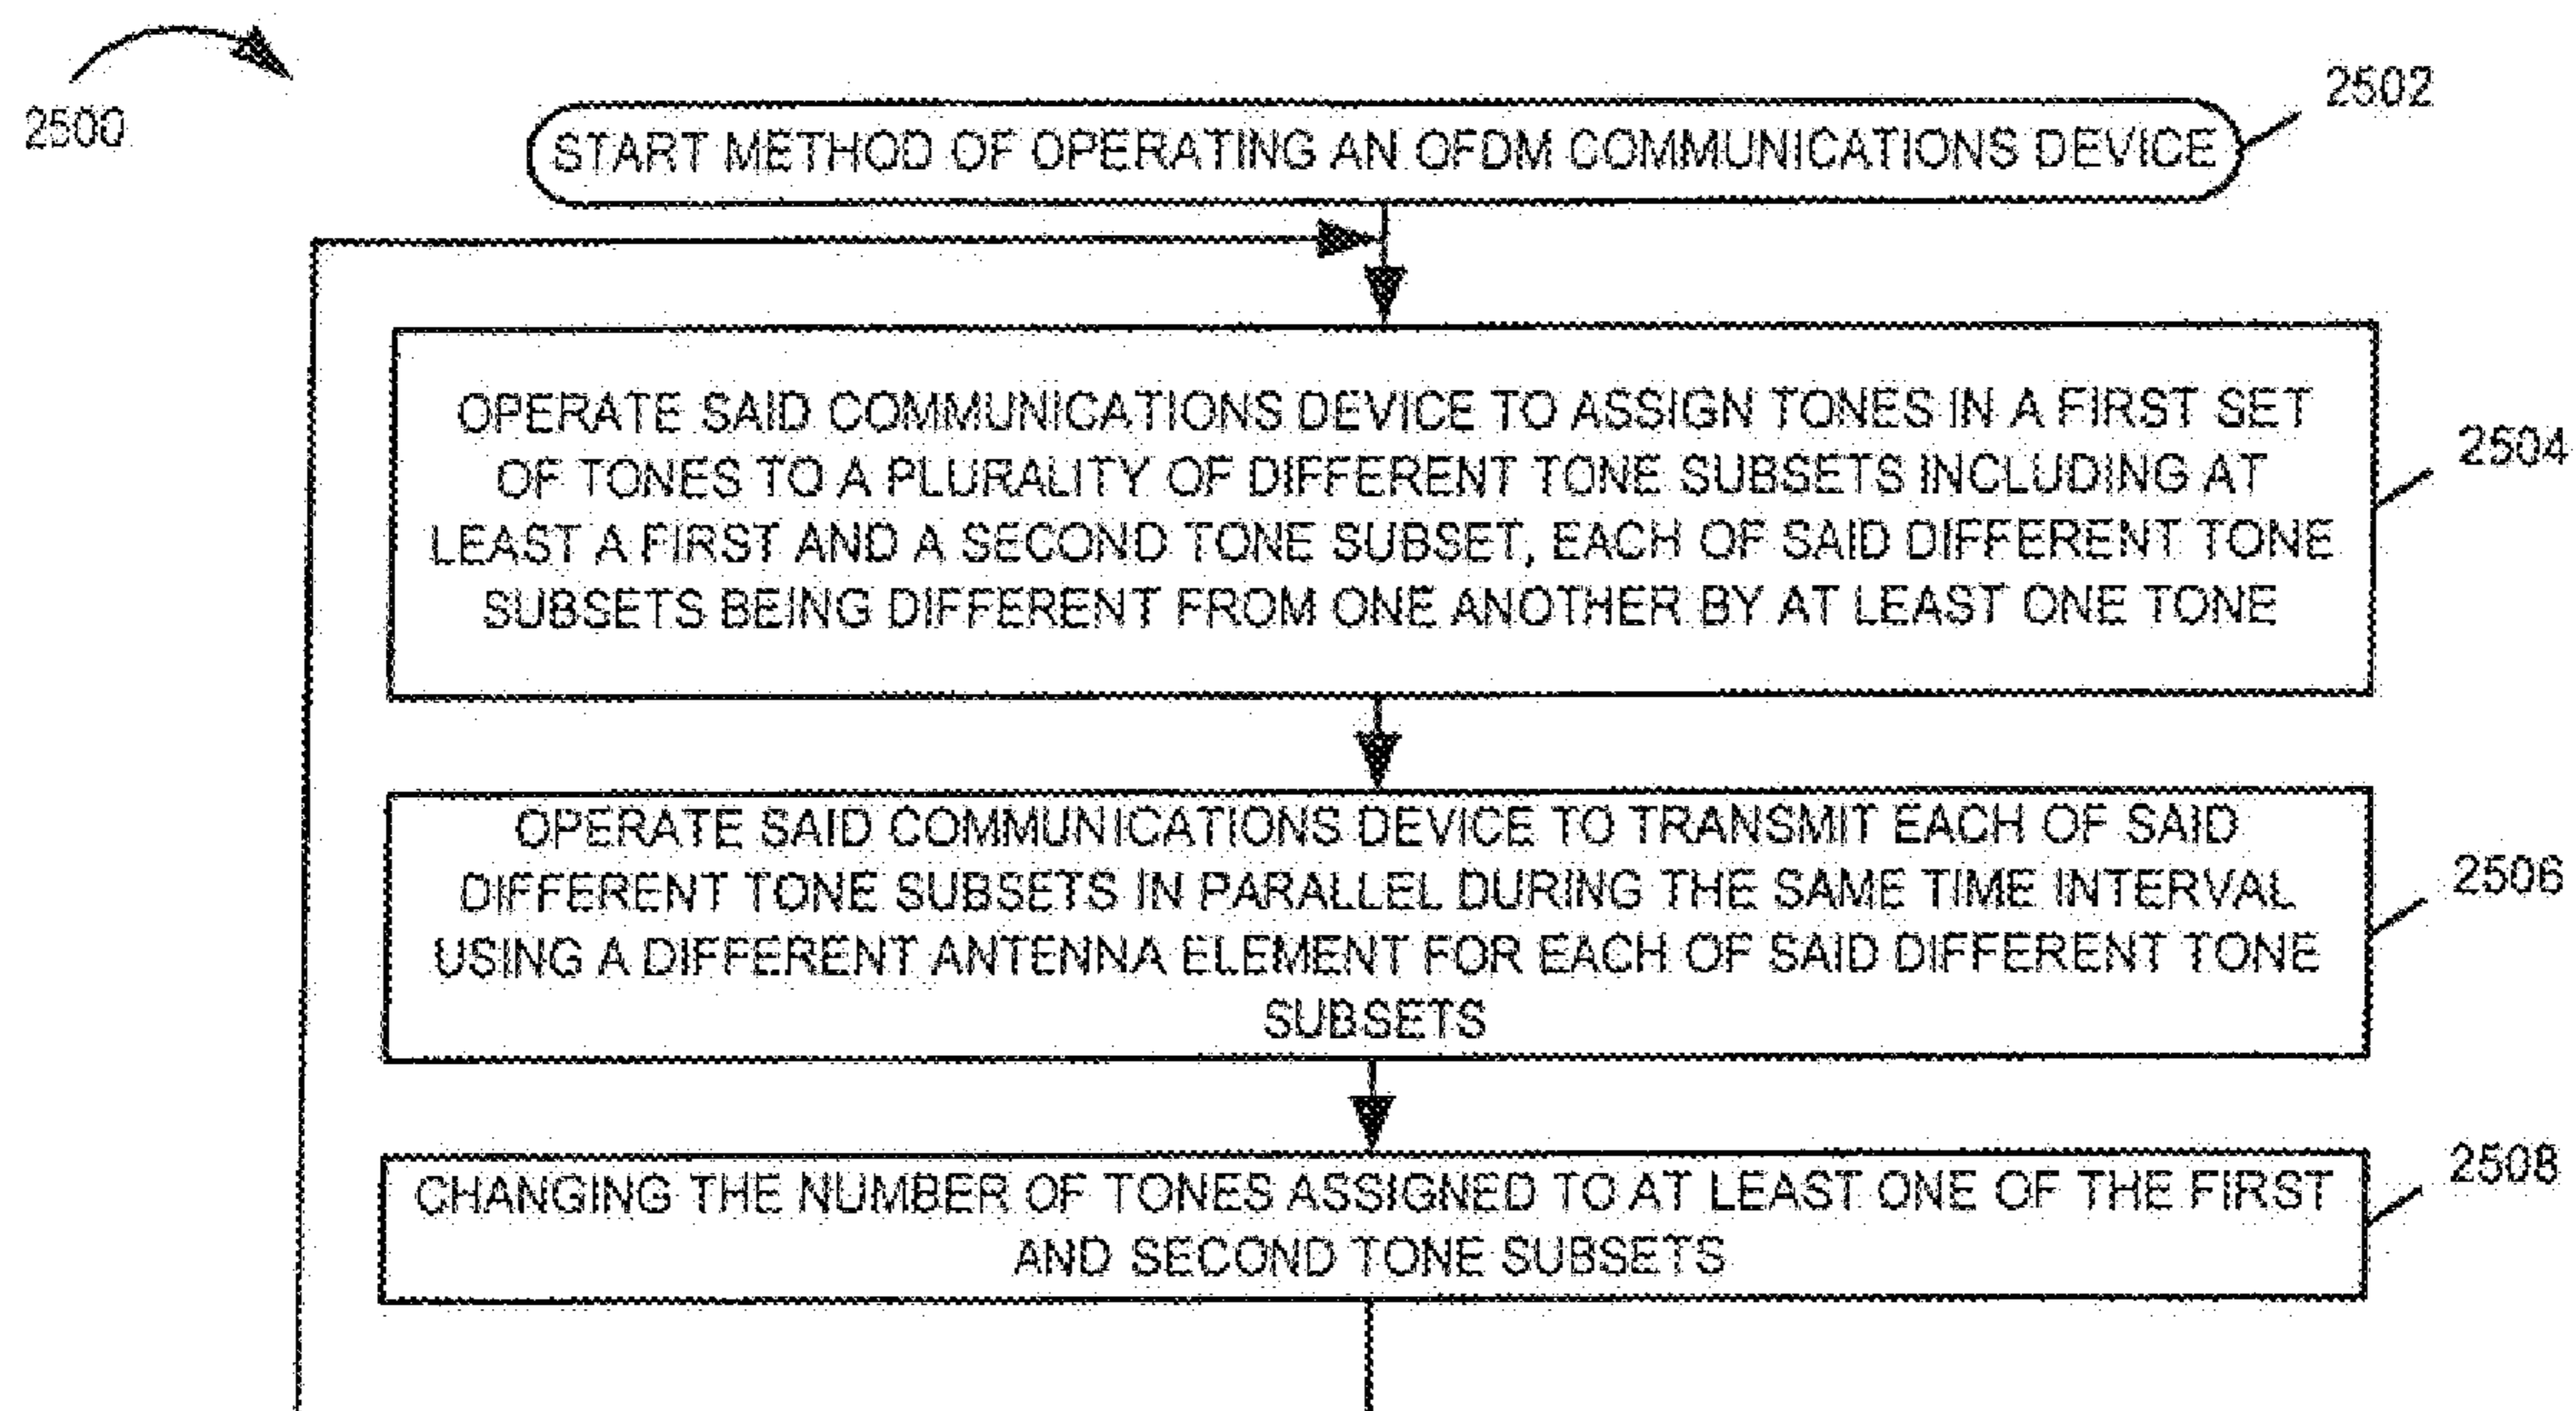 2500
2502
START METHOD OF OPERATING AN OFDM COMMUNICATIONS DEVICE
OPERATE SAID COMMUNICATIONS DEVICE TO ASSIGN TONES IN A FIRST SET
OF TONES TO A PLURALITY OF DIFFERENT TONE SUBSETS INCLUDING AT
LEAST A FIRST AND A SECOND TONE SUBSET, EACH OF SAID DIFFERENT TONE
SUBSETS BEING DIFFERENT FROM ONE ANOTHER BY AT LEAST ONE TONE
2504
OPERATE SAID COMMUNICATIONS DEVICE TO TRANSMIT EACH OF SAID
DIFFERENT TONE SUBSETS IN PARALLEL DURING THE SAME TIME INTERVAL
USING A DIFFERENT ANTENNA ELEMENT FOR EACH OF SAID DIFFERENT TONE
SUBSETS
2506
CHANGING THE NUMBER OF TONES ASSIGNED TO AT LEAST ONE OF THE FIRST
AND SECOND TONE SUBSETS
2508